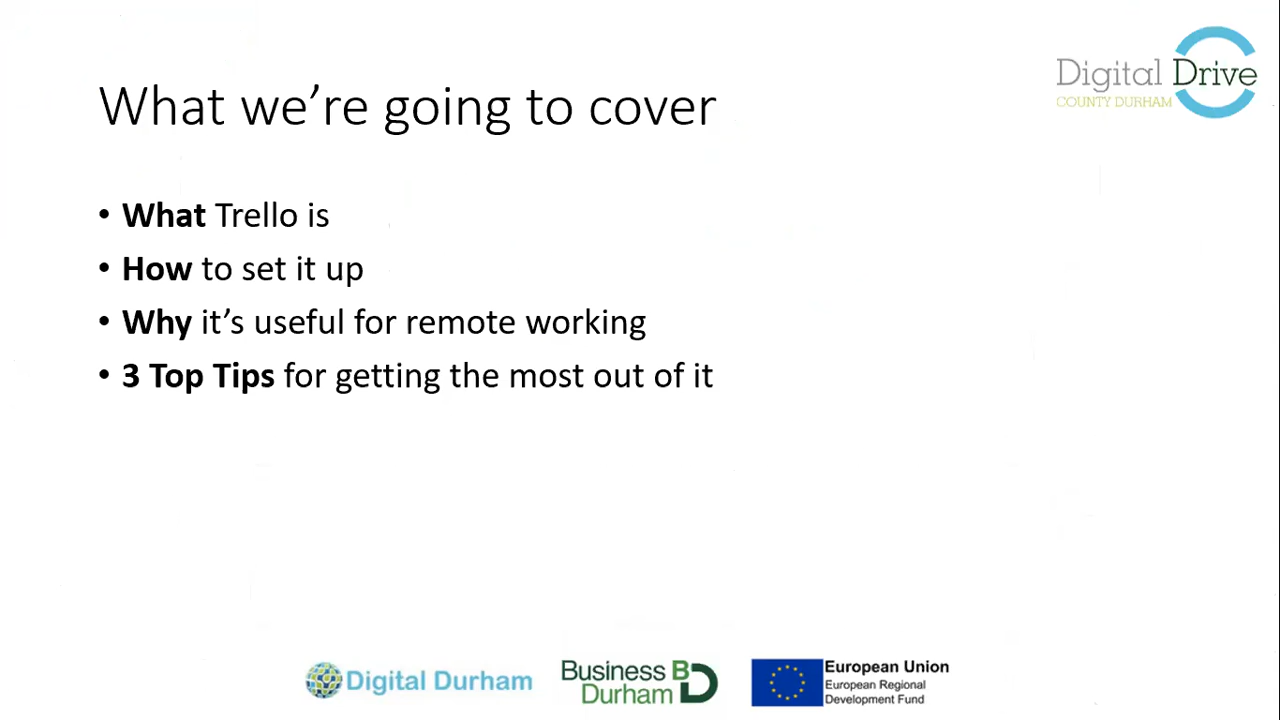 Digital Drive
COUNTY DURHAM
What we’re going to cover
• What Trello is
• How to set it up
• Why it’s useful for remote working
• 3 Top Tips for getting the most out of it
Digital Durham
Business BD
Durham
European Union
European Regional
Development Fund